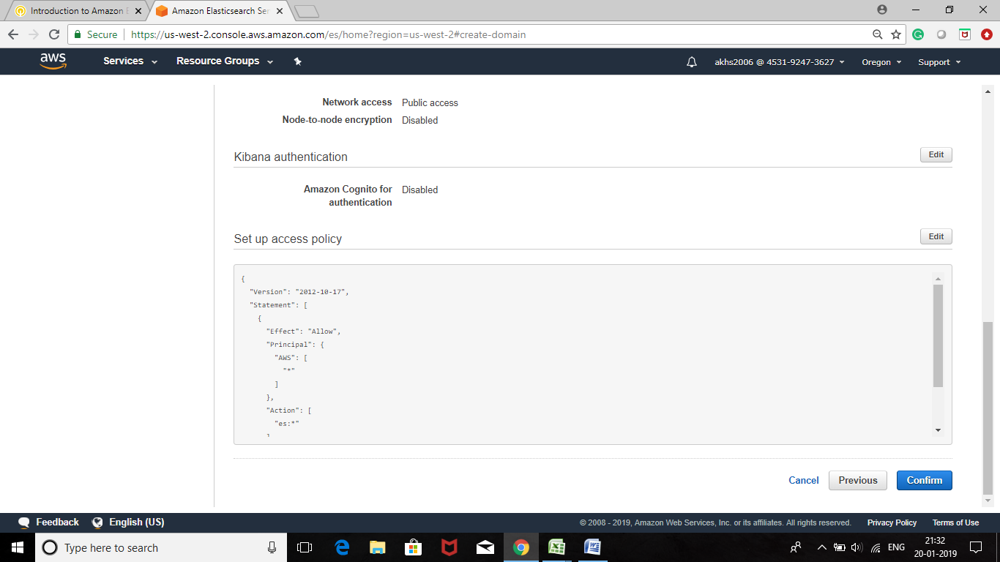 Introduction to Amazon E
Amazon Elasticsearch Ser
Secure
https://us-west-2.console.aws.amazon.com/es/home?region=us-west-2#create-domain
aws
Services
Resource Groups
akhs2006 @ 4531-9247-3627
Oregon
Support
Network access Public access
Node-to-node encryption Disabled
Kibana authentication
Edit
Amazon Cognito for Disabled
authentication
Set up access policy
Edit
{
"Version": "2012-10-17",
"Statement": [
{
"Effect": "Allow",
"Principal": {
"AWS": [
"*"
]
},
"Action": [
"es:*"
]
Cancel
Previous
Confirm
Feedback
English (US)
© 2008 - 2019, Amazon Web Services, Inc. or its affiliates. All rights reserved.
Privacy Policy
Terms of Use
Type here to search
ENG
21:32
20-01-2019